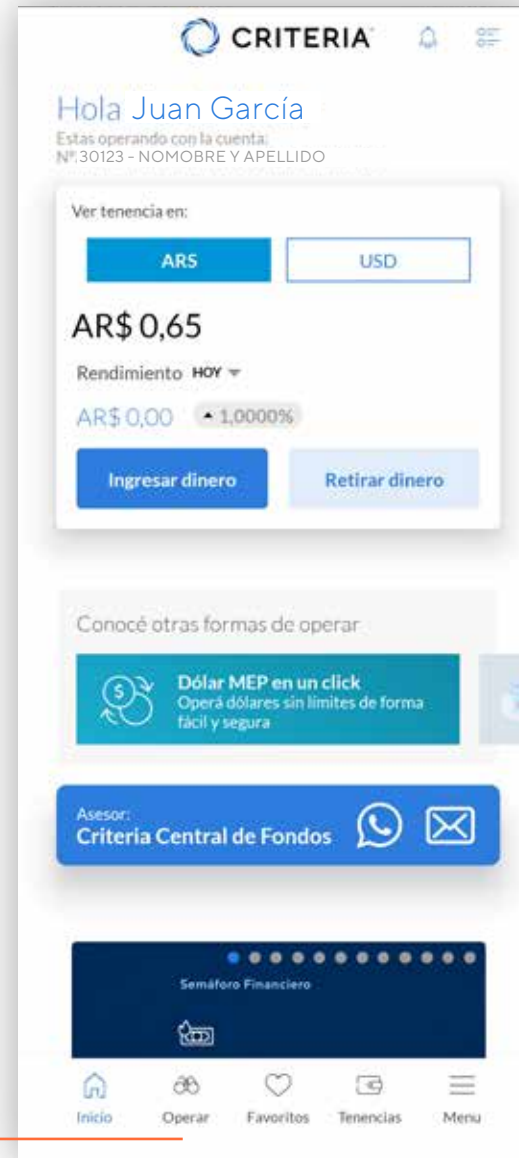 CRITERIA
Hola Juan García
Estas operando con la cuenta:
Nº: 30123 - NOMOBRE Y APELLIDO
Ver tenencia en:
ARS
USD
AR$ 0,65
Rendimiento HOY
AR$ 0,00
1,0000%
Ingresar dinero
Retirar dinero
Conocé otras formas de operar
Dólar MEP en un click
Operá dólares sin límites de forma
fácil y segura
Asesor:
Criteria Central de Fondos
Semáforo Financiero
Inicio
Operar
Favoritos
Tenencias
Menu